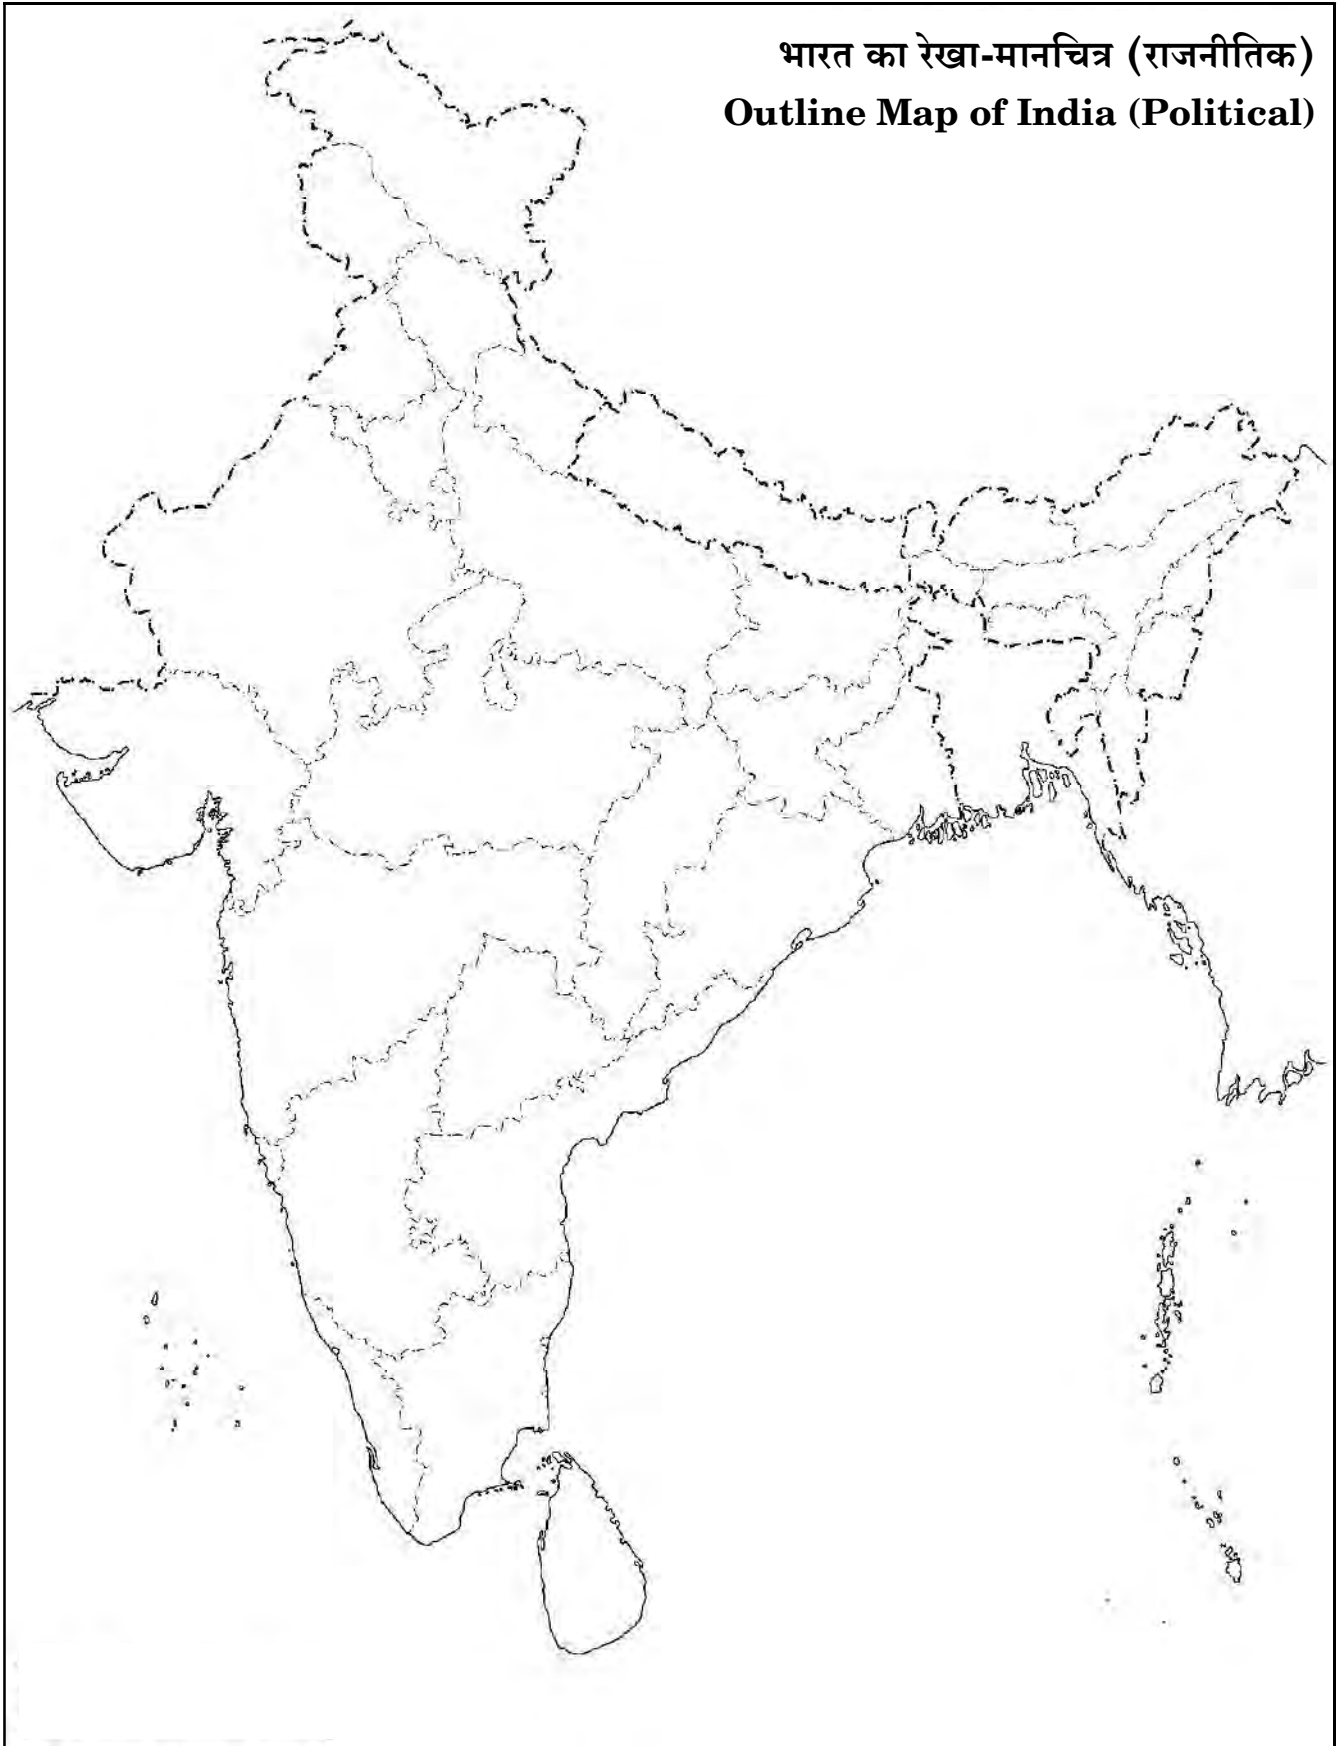 भारत का रेखा-मानचित्र (राजनीतिक)
Outline Map of India (Political)